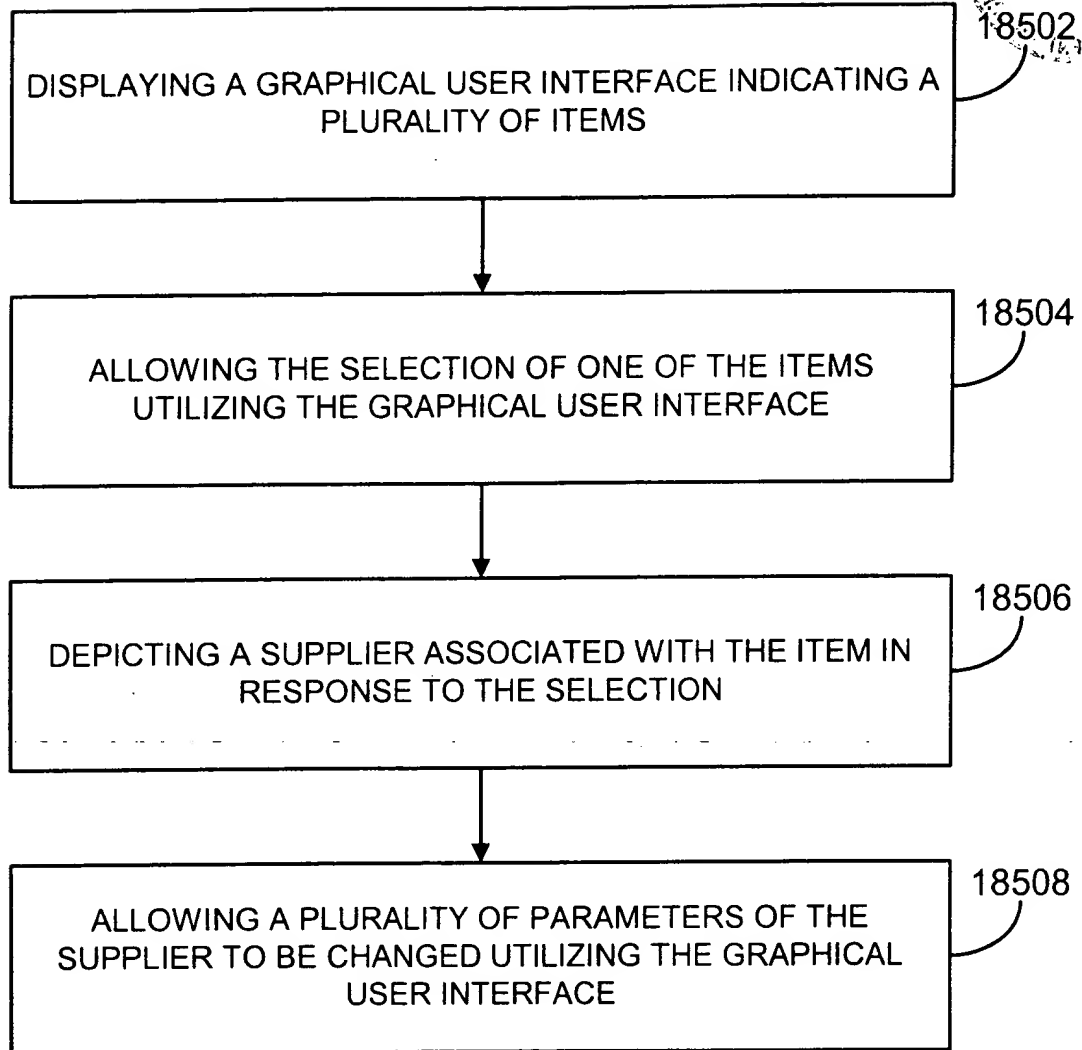 18502
DISPLAYING A GRAPHICAL USER INTERFACE INDICATING A
PLURALITY OF ITEMS
18504
ALLOWING THE SELECTION OF ONE OF THE ITEMS
UTILIZING THE GRAPHICAL USER INTERFACE
18506
DEPICTING A SUPPLIER ASSOCIATED WITH THE ITEM IN
RESPONSE TO THE SELECTION
18508
ALLOWING A PLURALITY OF PARAMETERS OF THE
SUPPLIER TO BE CHANGED UTILIZING THE GRAPHICAL
USER INTERFACE